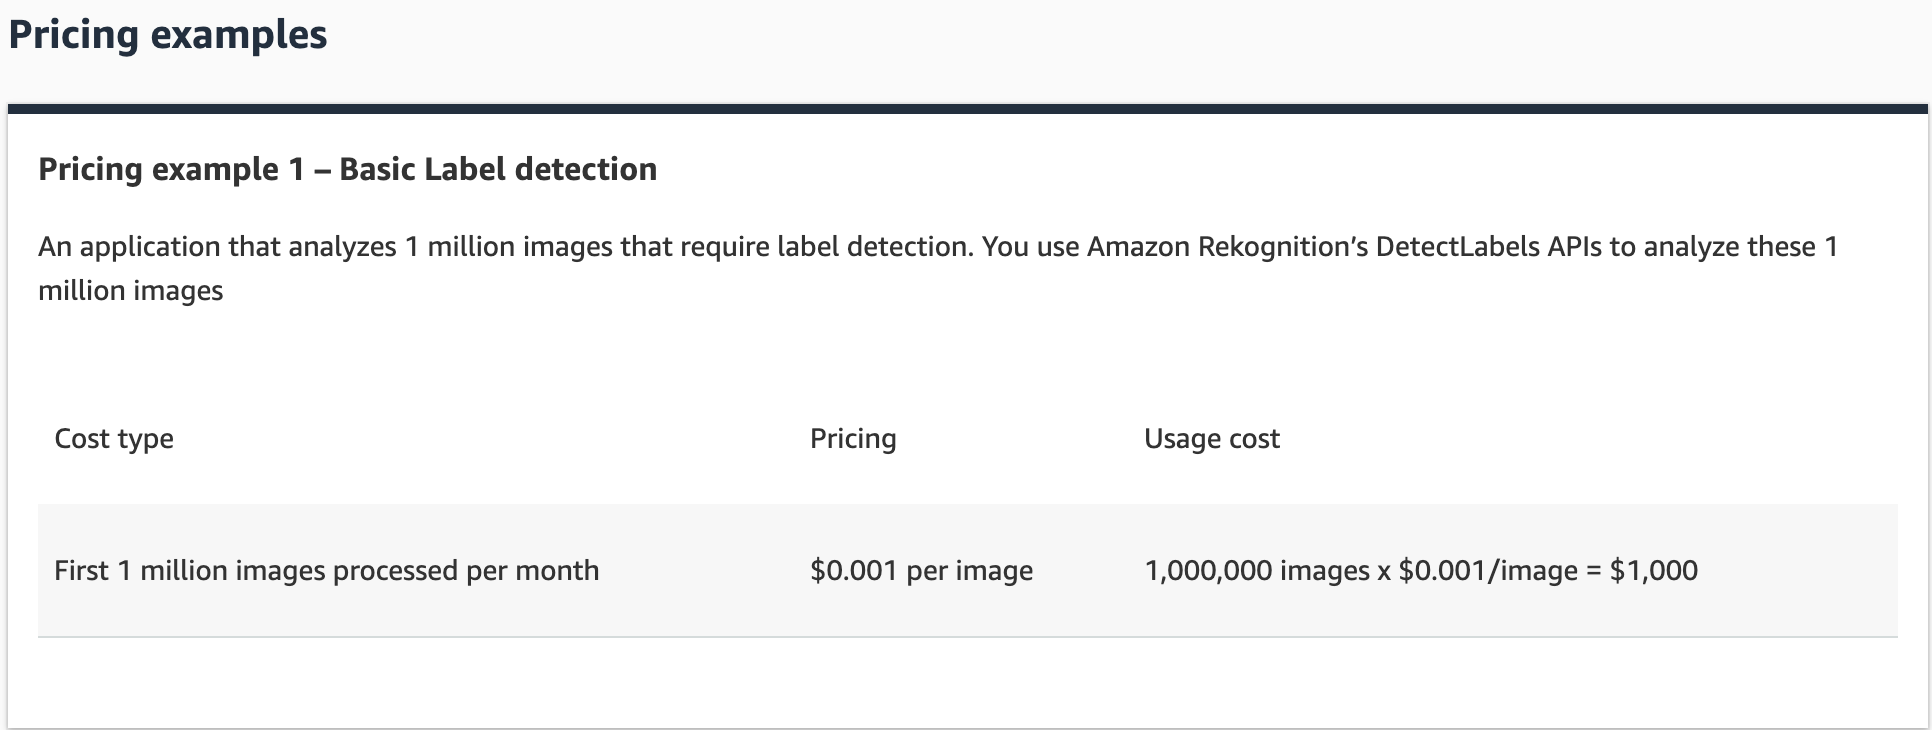 Pricing examples
Pricing example 1 – Basic Label detection
An application that analyzes 1 million images that require label detection. You use Amazon Rekognition’s DetectLabels APIs to analyze these 1
million images
Cost type Pricing Usage cost
First 1 million images processed per month $0.001 per image 1,000,000 images x $0.001/image = $1,000